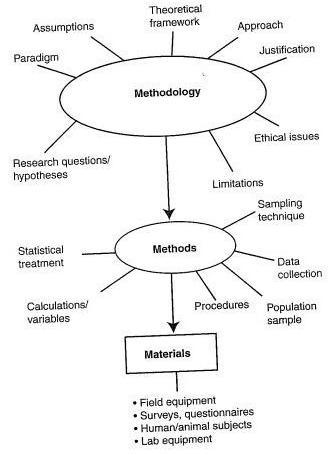 Theoretical
framework
Assumptions
Approach
Justification
Paradigm
Methodology
Ethical issues
Research questions/
hypotheses
Limitations
Sampling
technique
Statistical
treatment
Methods
Data
collection
Calculations/
variables
Procedures
Population
sample
Materials
• Field equipment
• Surveys, questionnaires
• Human/animal subjects
• Lab equipment